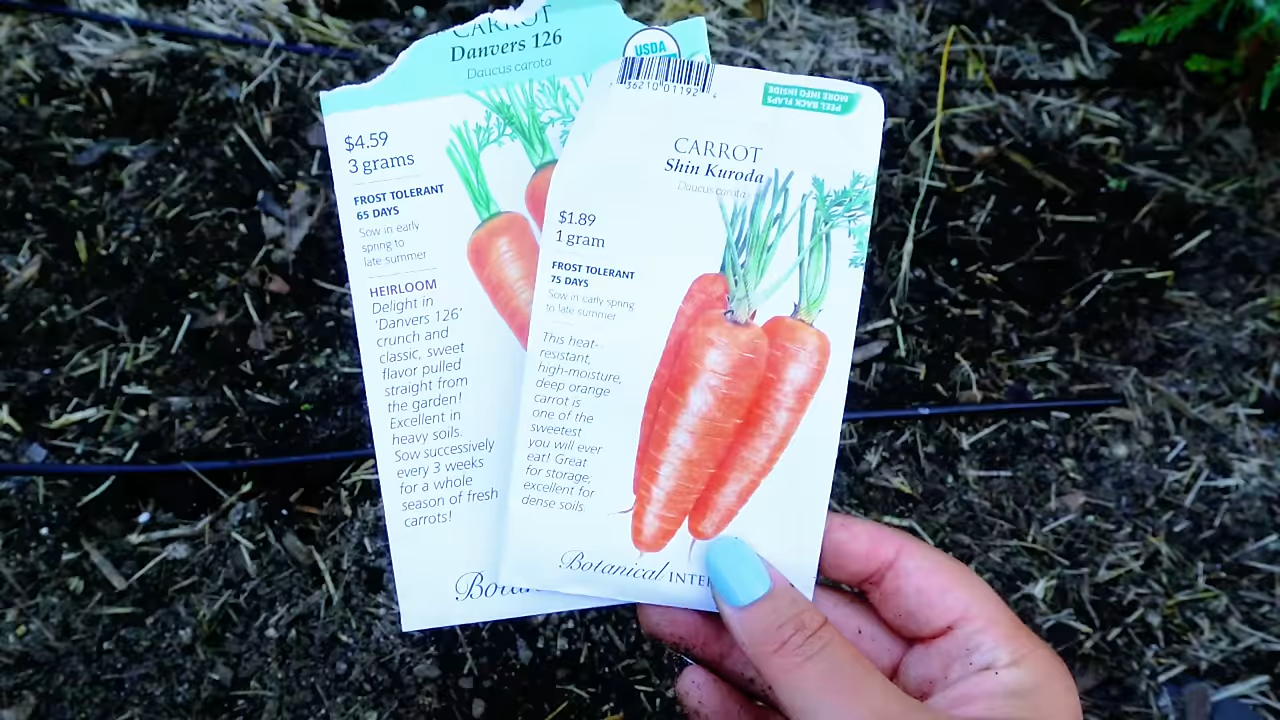 CARROT
Danvers 126
Daucus carota
$4.59
3 grams
FROST TOLERANT
65 DAYS
Sow in early
spring to
late summer
HEIRLOOM
Delight in
'Danvers 126'
crunch and
classic, sweet
flavor pulled
straight from
the garden!
Excellent in
heavy soils.
Sow successively
every 3 weeks
for a whole
season of fresh
carrots!
USDA
36210 01192
PEEL BACK FLAPS
MORE INFO INSIDE
CARROT
Shin Kuroda
Daucus carota
$1.89
1 gram
FROST TOLERANT
75 DAYS
Sow in early spring
to late summer
This heat-
resistant,
high-moisture,
deep orange
carrot is
one of the
sweetest
you will ever
eat! Great
for storage,
excellent for
dense soils.
Botanical INTE